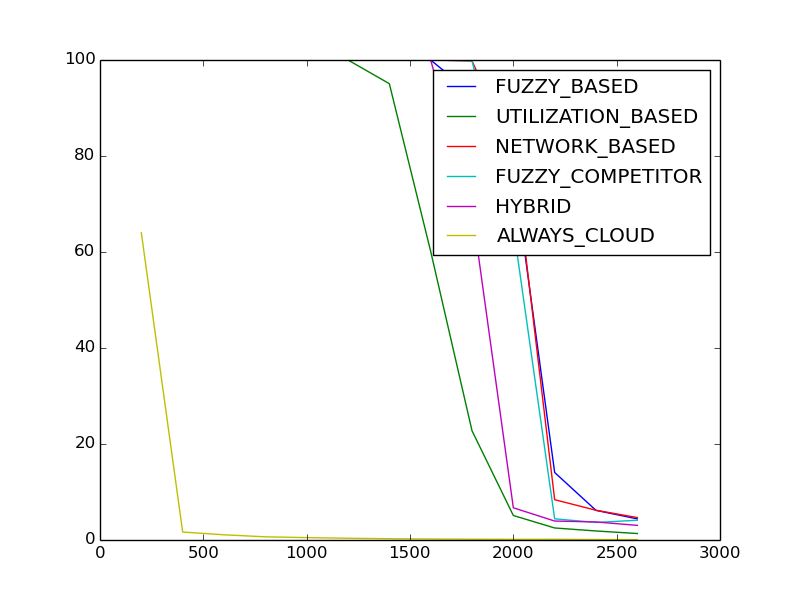 100
80
60
40
20
0
0 500 1000 1500 2000 2500 3000
FUZZY_BASED
UTILIZATION_BASED
NETWORK_BASED
FUZZY_COMPETITOR
HYBRID
ALWAYS_CLOUD